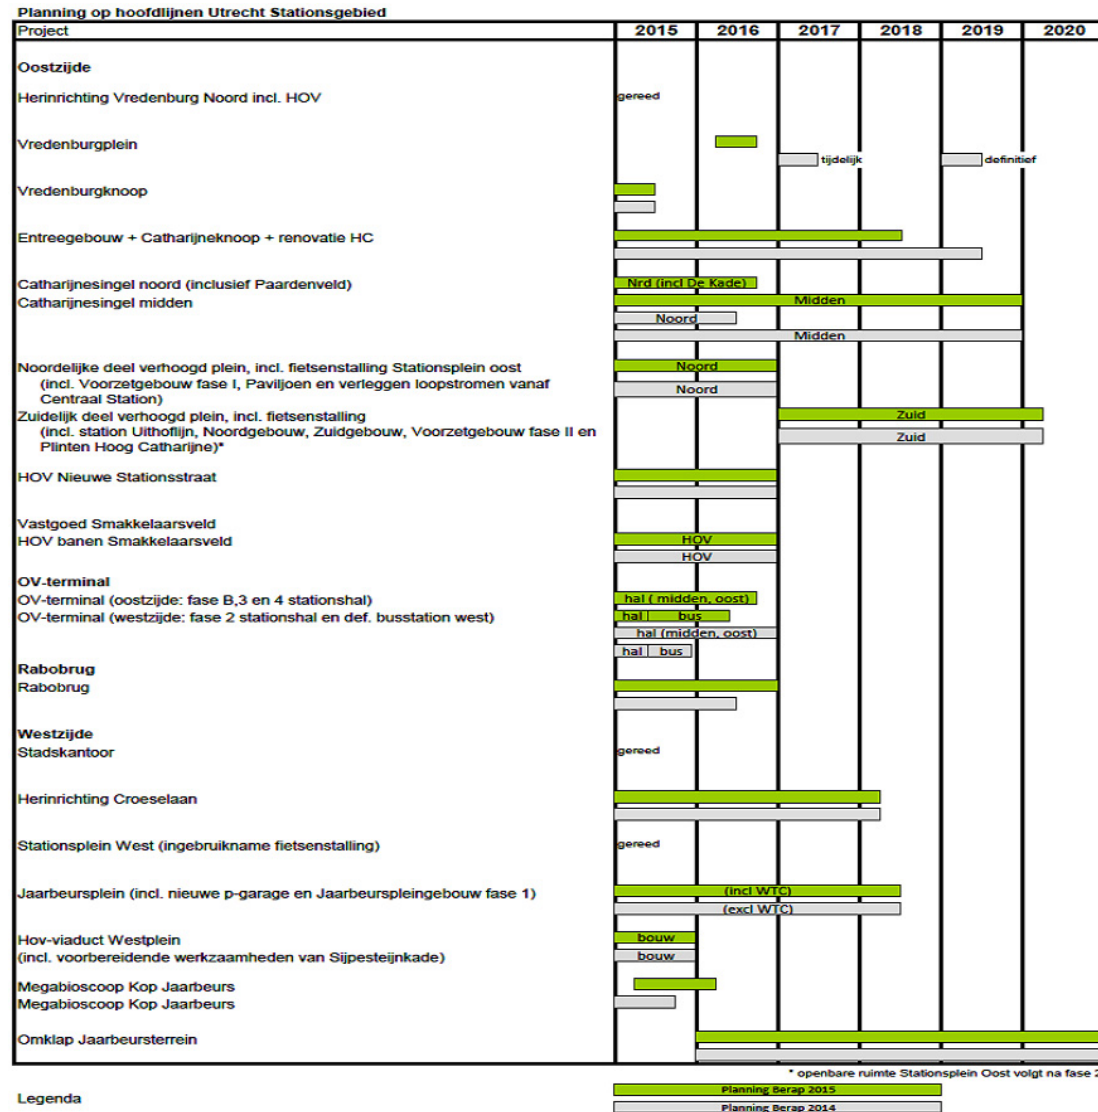 Planning op hoofdlijnen Utrecht Stationsgebied
Project 2015 2016 2017 2018 2019 2020
Oostzijde
Herinrichting Vredenburg Noord incl. HOV gereed
Vredenburgplein
tijdelijk definitief
Vredenburgknoop
Entreegebouw + Catharijneknoop + renovatie HC
Catharijnesingel noord (inclusief Paardenveld) Nrd (incl De Kade)
Catharijnesingel midden Midden
Noord
Midden
Noordelijke deel verhoogd plein, incl. fietsenstalling Stationsplein oost Noord
(incl. Voorzetgebouw fase I, Paviljoen en verleggen loopstromen vanaf Noord
Centraal Station)
Zuidelijk deel verhoogd plein, incl. fietsenstalling Zuid
(incl. station Uithoflijn, Noordgebouw, Zuidgebouw, Voorzetgebouw fase II en Zuid
Plinten Hoog Catharijne)*
HOV Nieuwe Stationsstraat
Vastgoed Smakkelaarsveld
HOV banen Smakkelaarsveld HOV
HOV
OV-terminal
OV-terminal (oostzijde: fase B,3 en 4 stationshal) hal ( midden, oost)
OV-terminal (westzijde: fase 2 stationshal en def. busstation west) hal bus
hal (midden, oost)
hal bus
Rabobrug
Rabobrug
Westzijde
Stadskantoor gereed
Herinrichting Croeselaan
Stationsplein West (ingebruikname fietsenstalling) gereed
Jaarbeursplein (incl. nieuwe p-garage en Jaarbeurspleingebouw fase 1) (incl WTC)
(excl WTC)
Hov-viaduct Westplein bouw
(incl. voorbereidende werkzaamheden van Sijpesteijnkade) bouw
Megabioscoop Kop Jaarbeurs
Megabioscoop Kop Jaarbeurs
Omklap Jaarbeursterrein
* openbare ruimte Stationsplein Oost volgt na fase 2
Legenda Planning Berap 2015
Planning Berap 2014